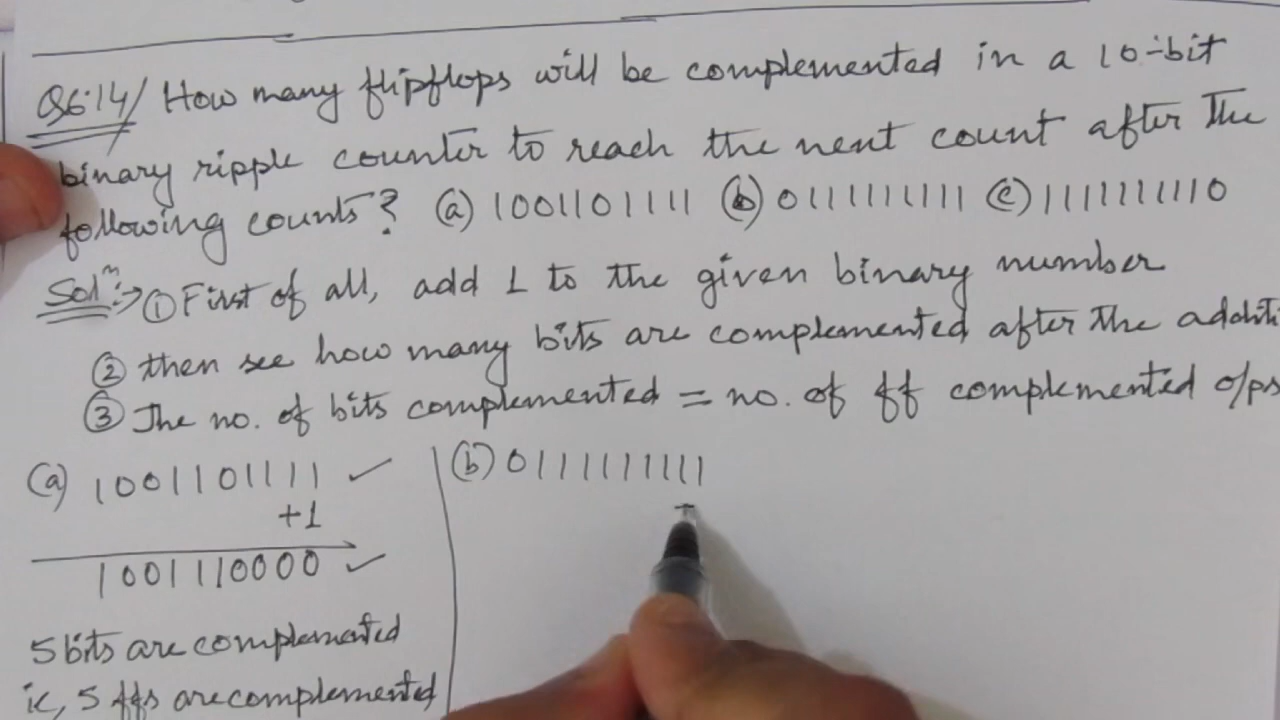 Q6.14/ How many flipflops will be complemented in a 10-bit
binary ripple counter to reach the next count after the
following counts? (a) 1001101111 (b) 0111111111 (c) 1111111110
Solⁿ:→ ① First of all, add 1 to the given binary number
② then see how many bits are complemented after the additi
③ The no. of bits complemented = no. of ff complemented o/ps
(a) 1001101111 ✓
+1
1001110000 ✓
5 bits are complemented
ie, 5 ffs are complemented
(b) 0111111111